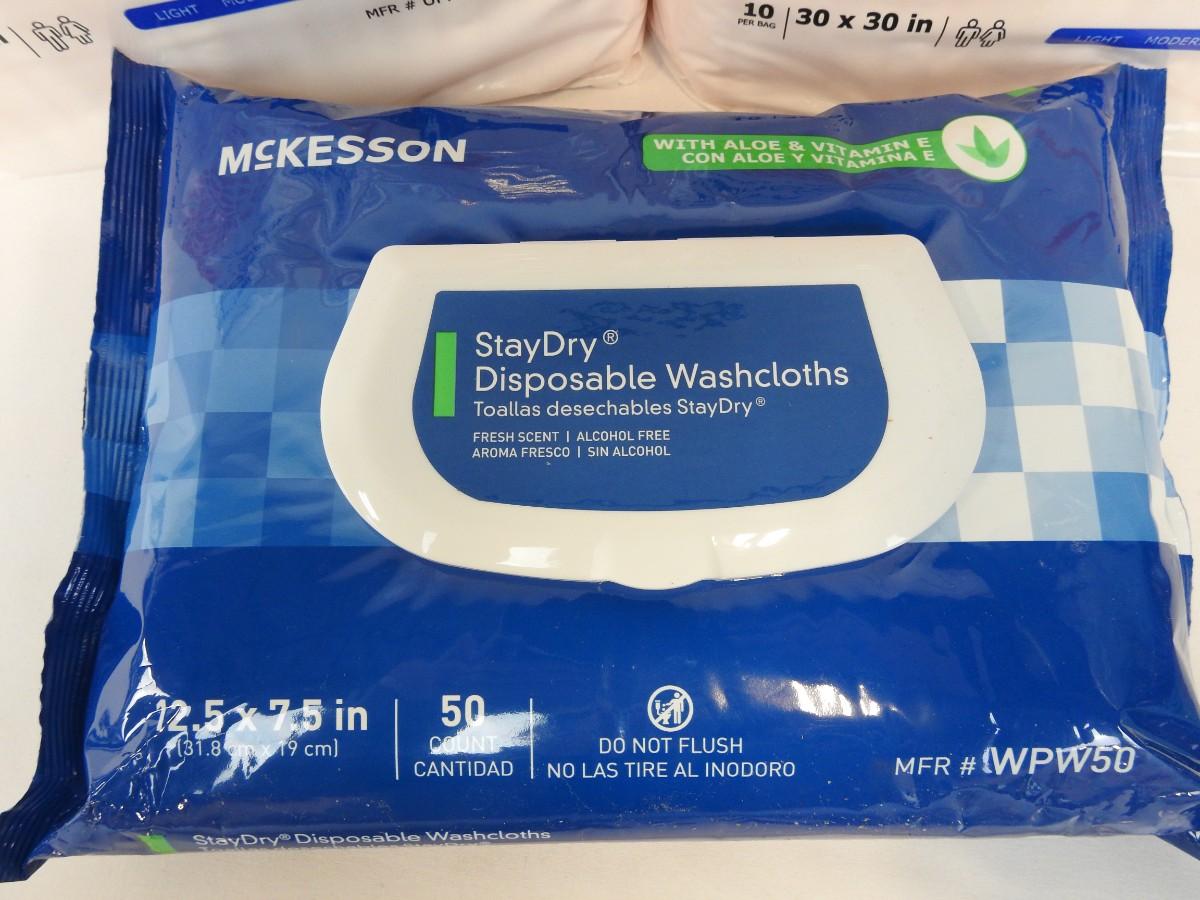 LIGHT
MFR #
10
PER BAG
30 x 30 in
LIGHT
McKESSON
WITH ALOE & VITAMIN E
CON ALOE Y VITAMINA E
StayDry®
Disposable Washcloths
Toallas desechables StayDry®
FRESH SCENT | ALCOHOL FREE
AROMA FRESCO | SIN ALCOHOL
12.5 x 7.5 in
(31.8 cm x 19 cm)
50
COUNT
CANTIDAD
DO NOT FLUSH
NO LAS TIRE AL INODORO
MFR # WPW50
StayDry® Disposable Washcloths